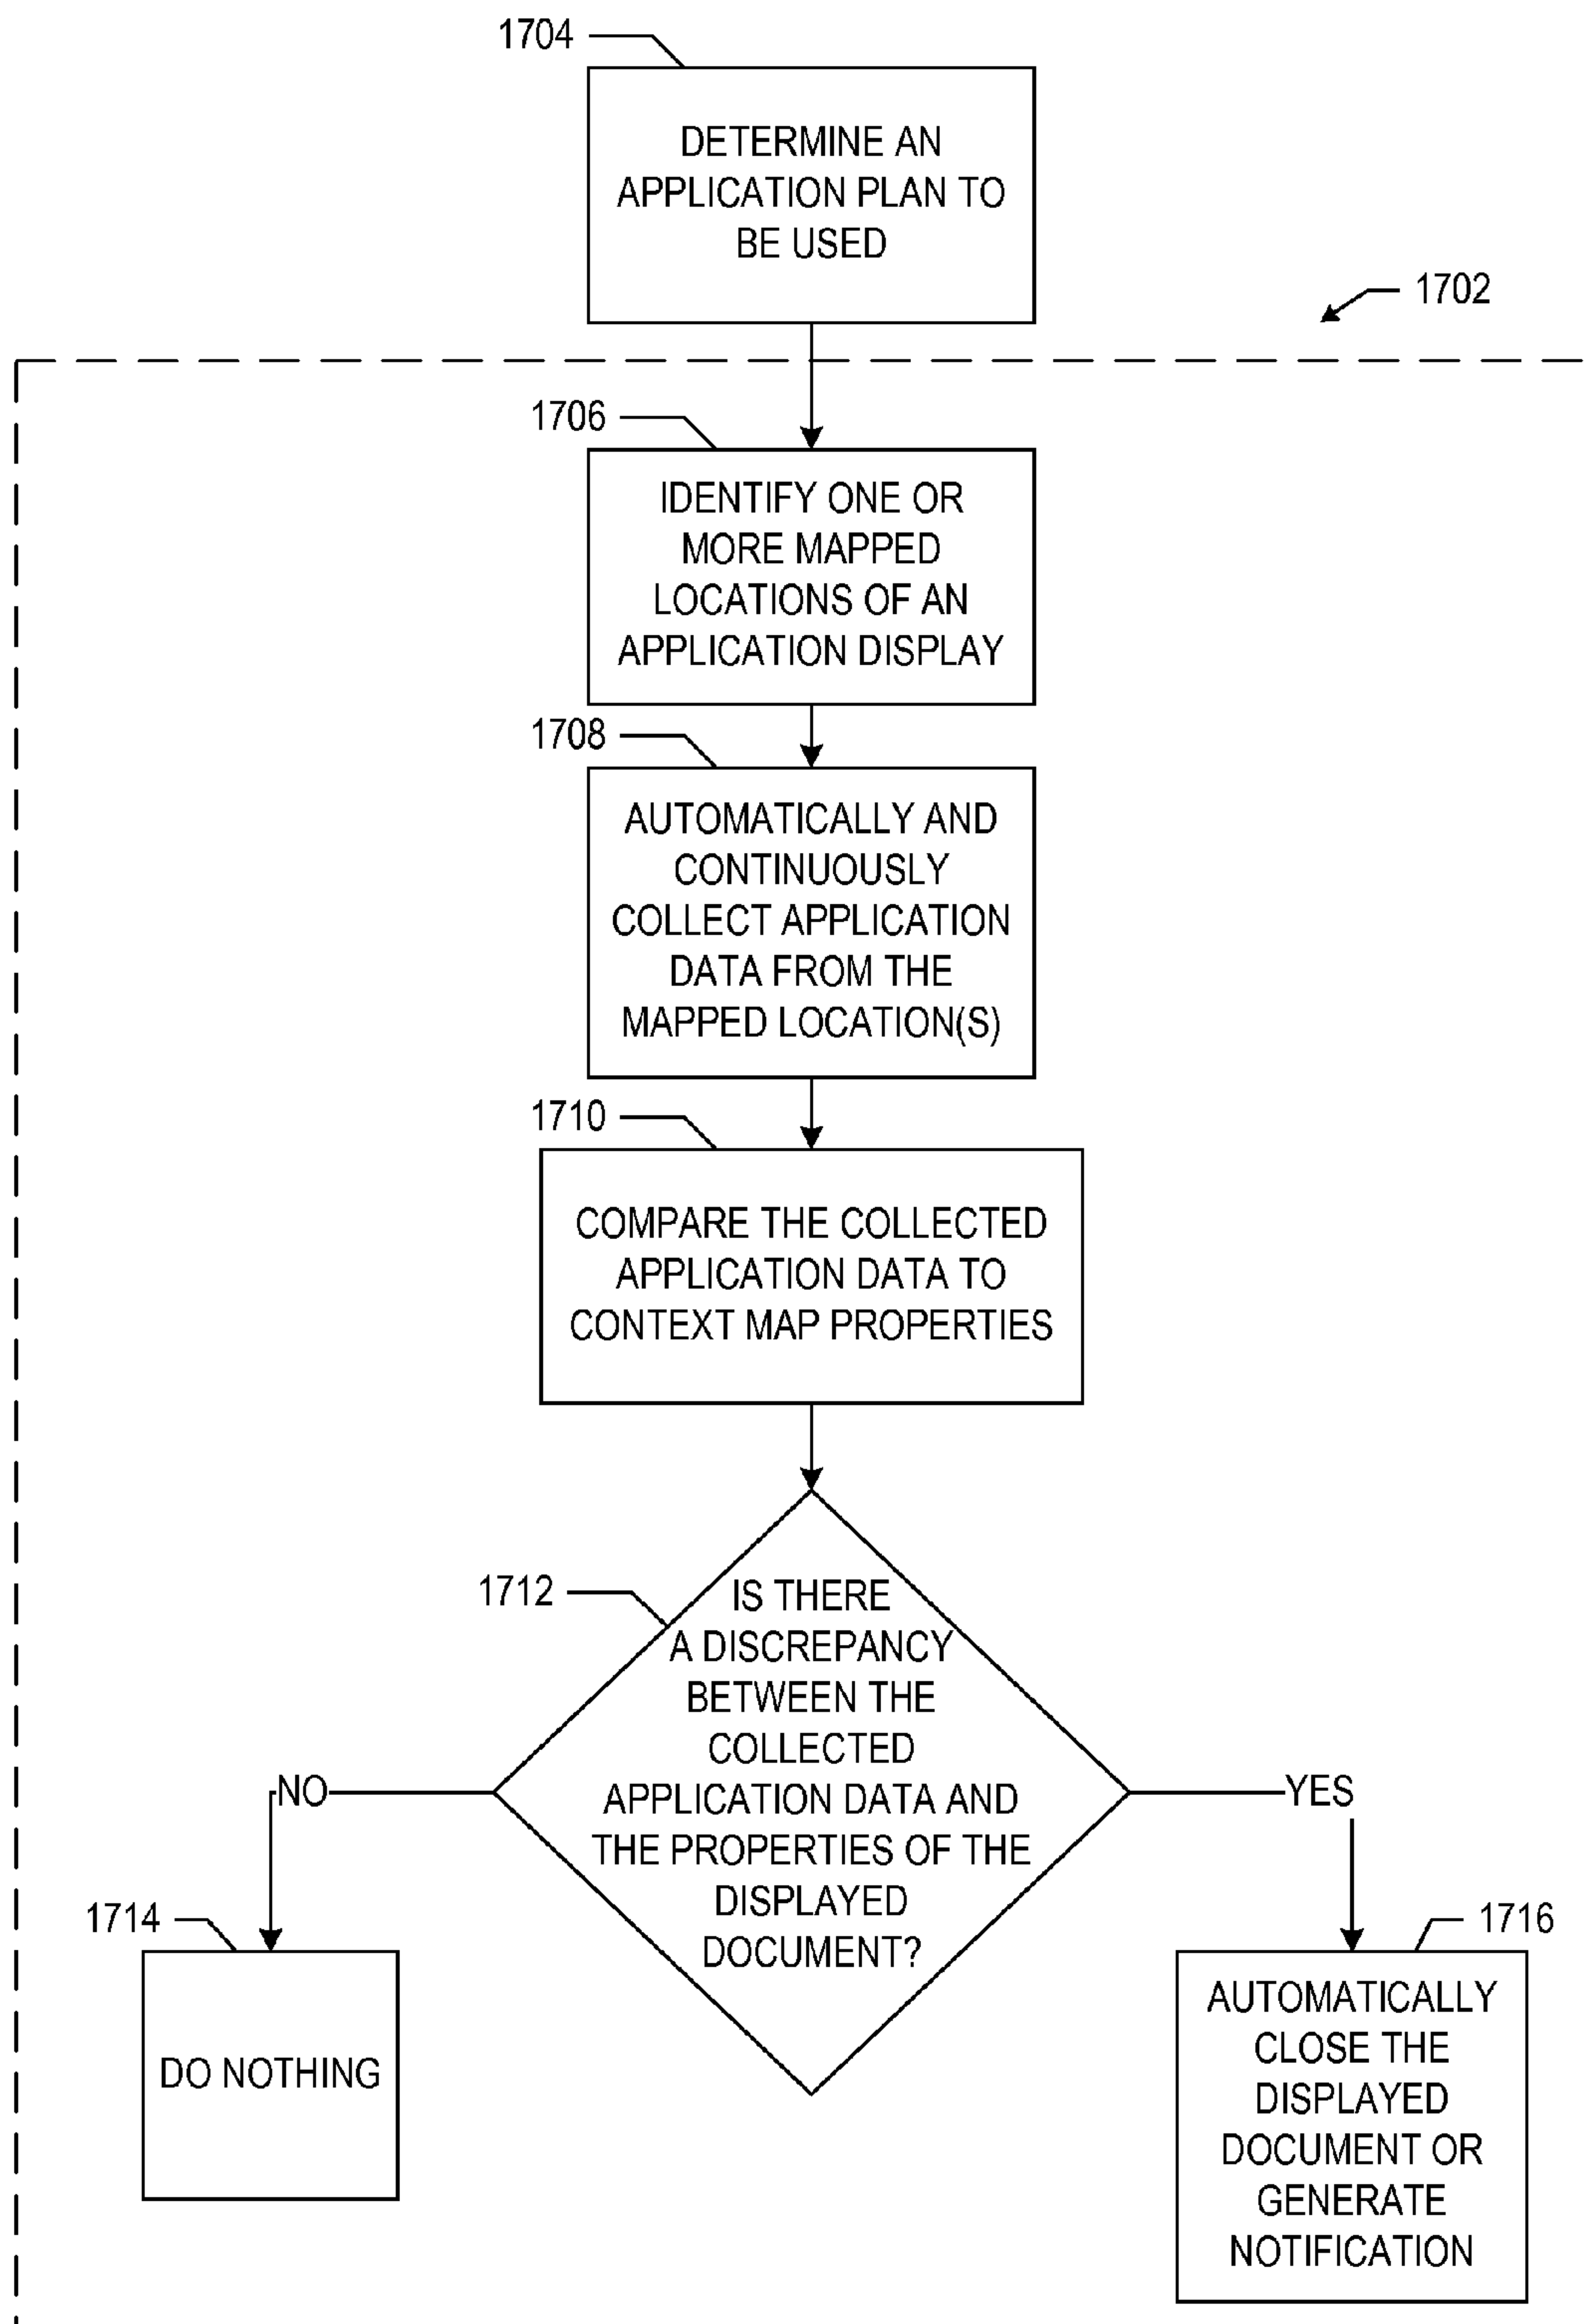 1704
DETERMINE AN
APPLICATION PLAN TO
BE USED
1702
1706
IDENTIFY ONE OR
MORE MAPPED
LOCATIONS OF AN
APPLICATION DISPLAY
1708
AUTOMATICALLY AND
CONTINUOUSLY
COLLECT APPLICATION
DATA FROM THE
MAPPED LOCATION(S)
1710
COMPARE THE COLLECTED
APPLICATION DATA TO
CONTEXT MAP PROPERTIES
1712
IS THERE
A DISCREPANCY
BETWEEN THE
COLLECTED
APPLICATION DATA AND
THE PROPERTIES OF THE
DISPLAYED
DOCUMENT?
NO
YES
1714
DO NOTHING
1716
AUTOMATICALLY
CLOSE THE
DISPLAYED
DOCUMENT OR
GENERATE
NOTIFICATION